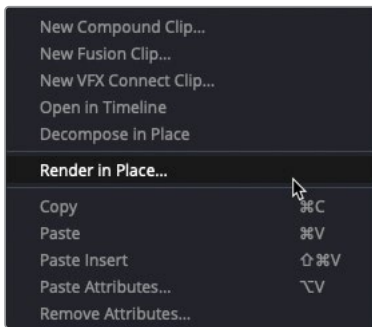 New Compound Clip...
New Fusion Clip...
New VFX Connect Clip...
Open in Timeline
Decompose in Place
Render in Place...
Copy ⌘C
Paste ⌘V
Paste Insert ⇧⌘V
Paste Attributes... ⌥V
Remove Attributes...